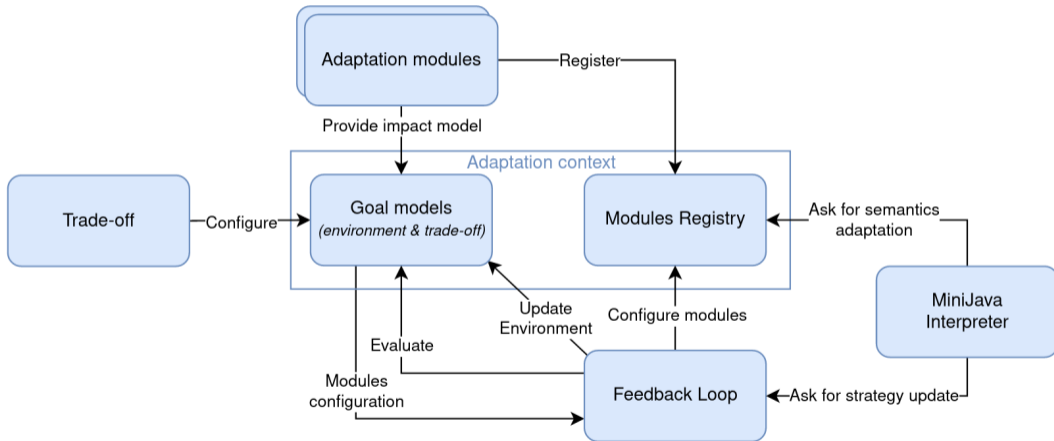 Adaptation modules
Register
Provide impact model
Adaptation context
Trade-off
Configure
Goal models
(environment & trade-off)
Modules Registry
Ask for semantics
adaptation
MiniJava
Interpreter
Update
Environment
Configure modules
Evaluate
Modules
configuration
Feedback Loop
Ask for strategy update